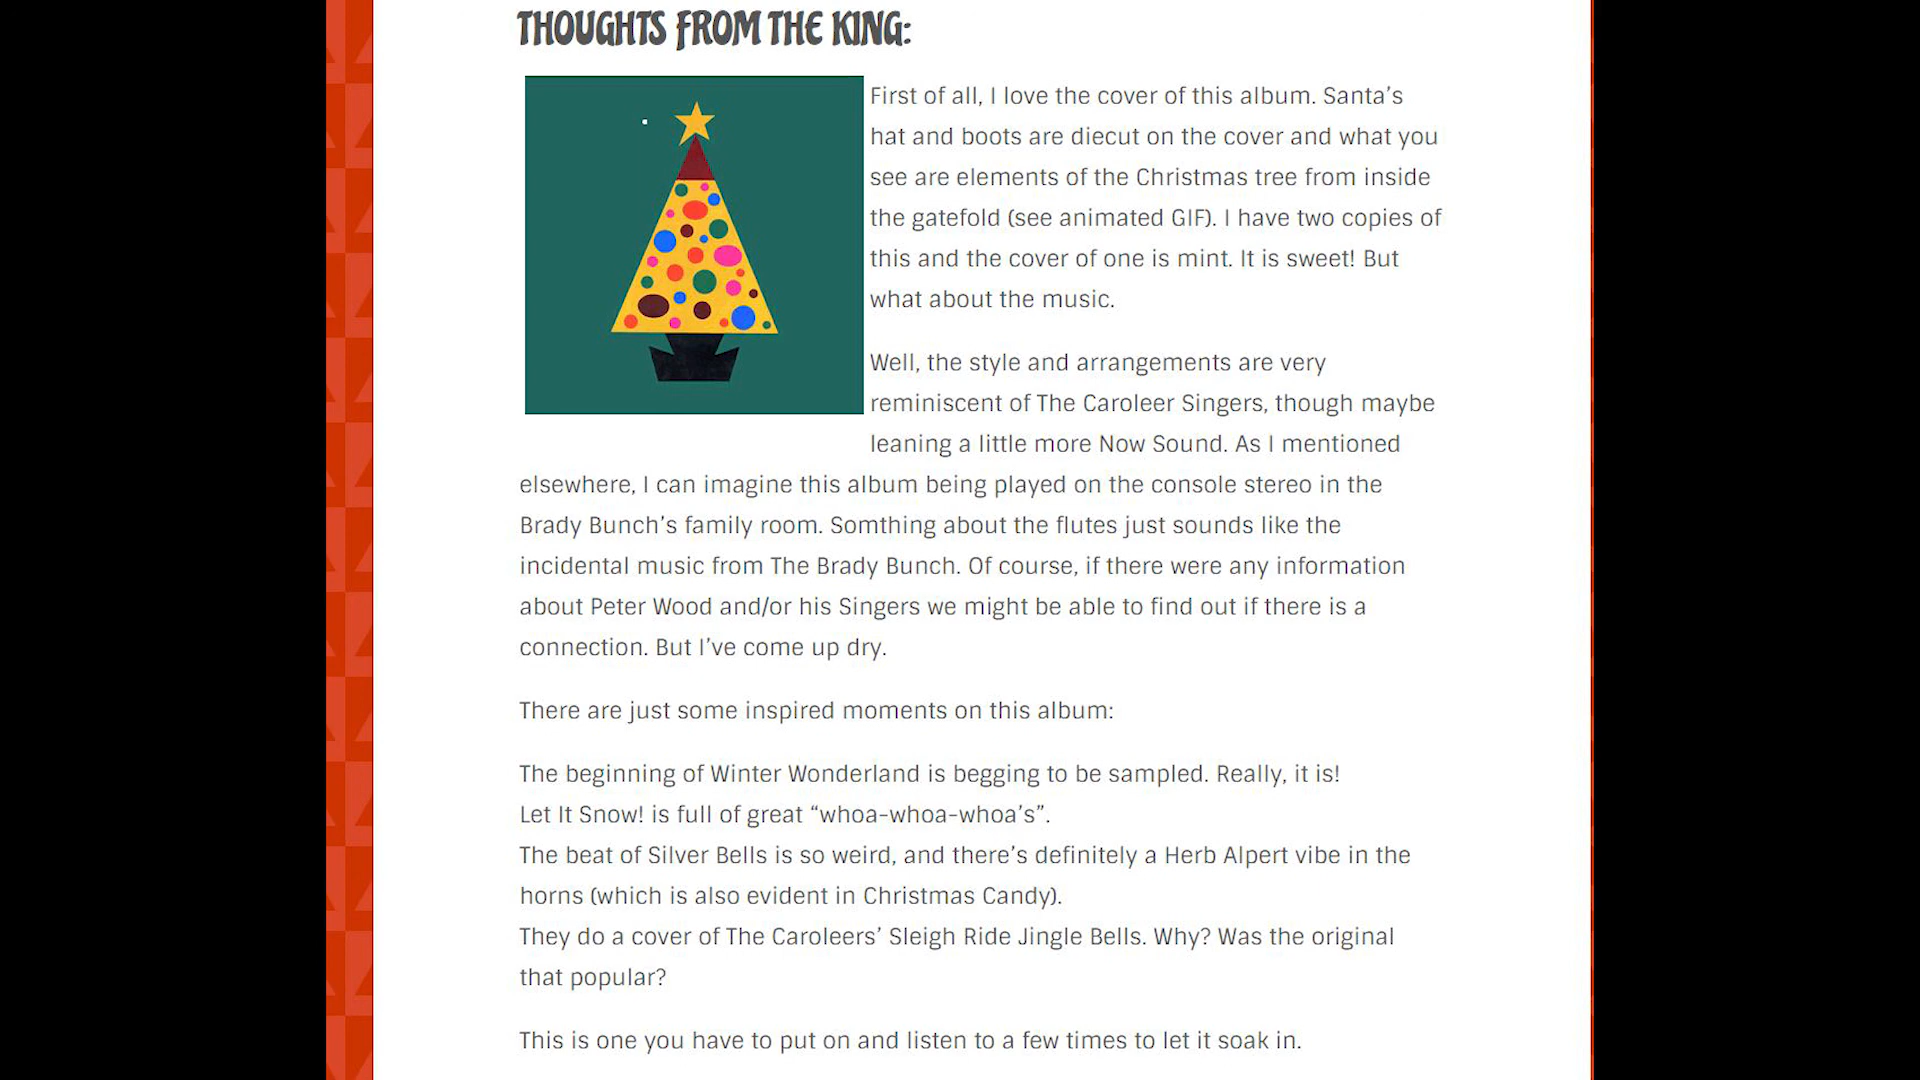 THOUGHTS FROM THE KING:
First of all, I love the cover of this album. Santa’s
hat and boots are diecut on the cover and what you
see are elements of the Christmas tree from inside
the gatefold (see animated GIF). I have two copies of
this and the cover of one is mint. It is sweet! But
what about the music.
Well, the style and arrangements are very
reminiscent of The Caroleer Singers, though maybe
leaning a little more Now Sound. As I mentioned
elsewhere, I can imagine this album being played on the console stereo in the
Brady Bunch’s family room. Somthing about the flutes just sounds like the
incidental music from The Brady Bunch. Of course, if there were any information
about Peter Wood and/or his Singers we might be able to find out if there is a
connection. But I’ve come up dry.
There are just some inspired moments on this album:
The beginning of Winter Wonderland is begging to be sampled. Really, it is!
Let It Snow! is full of great “whoa-whoa-whoa’s”.
The beat of Silver Bells is so weird, and there’s definitely a Herb Alpert vibe in the
horns (which is also evident in Christmas Candy).
They do a cover of The Caroleers’ Sleigh Ride Jingle Bells. Why? Was the original
that popular?
This is one you have to put on and listen to a few times to let it soak in.